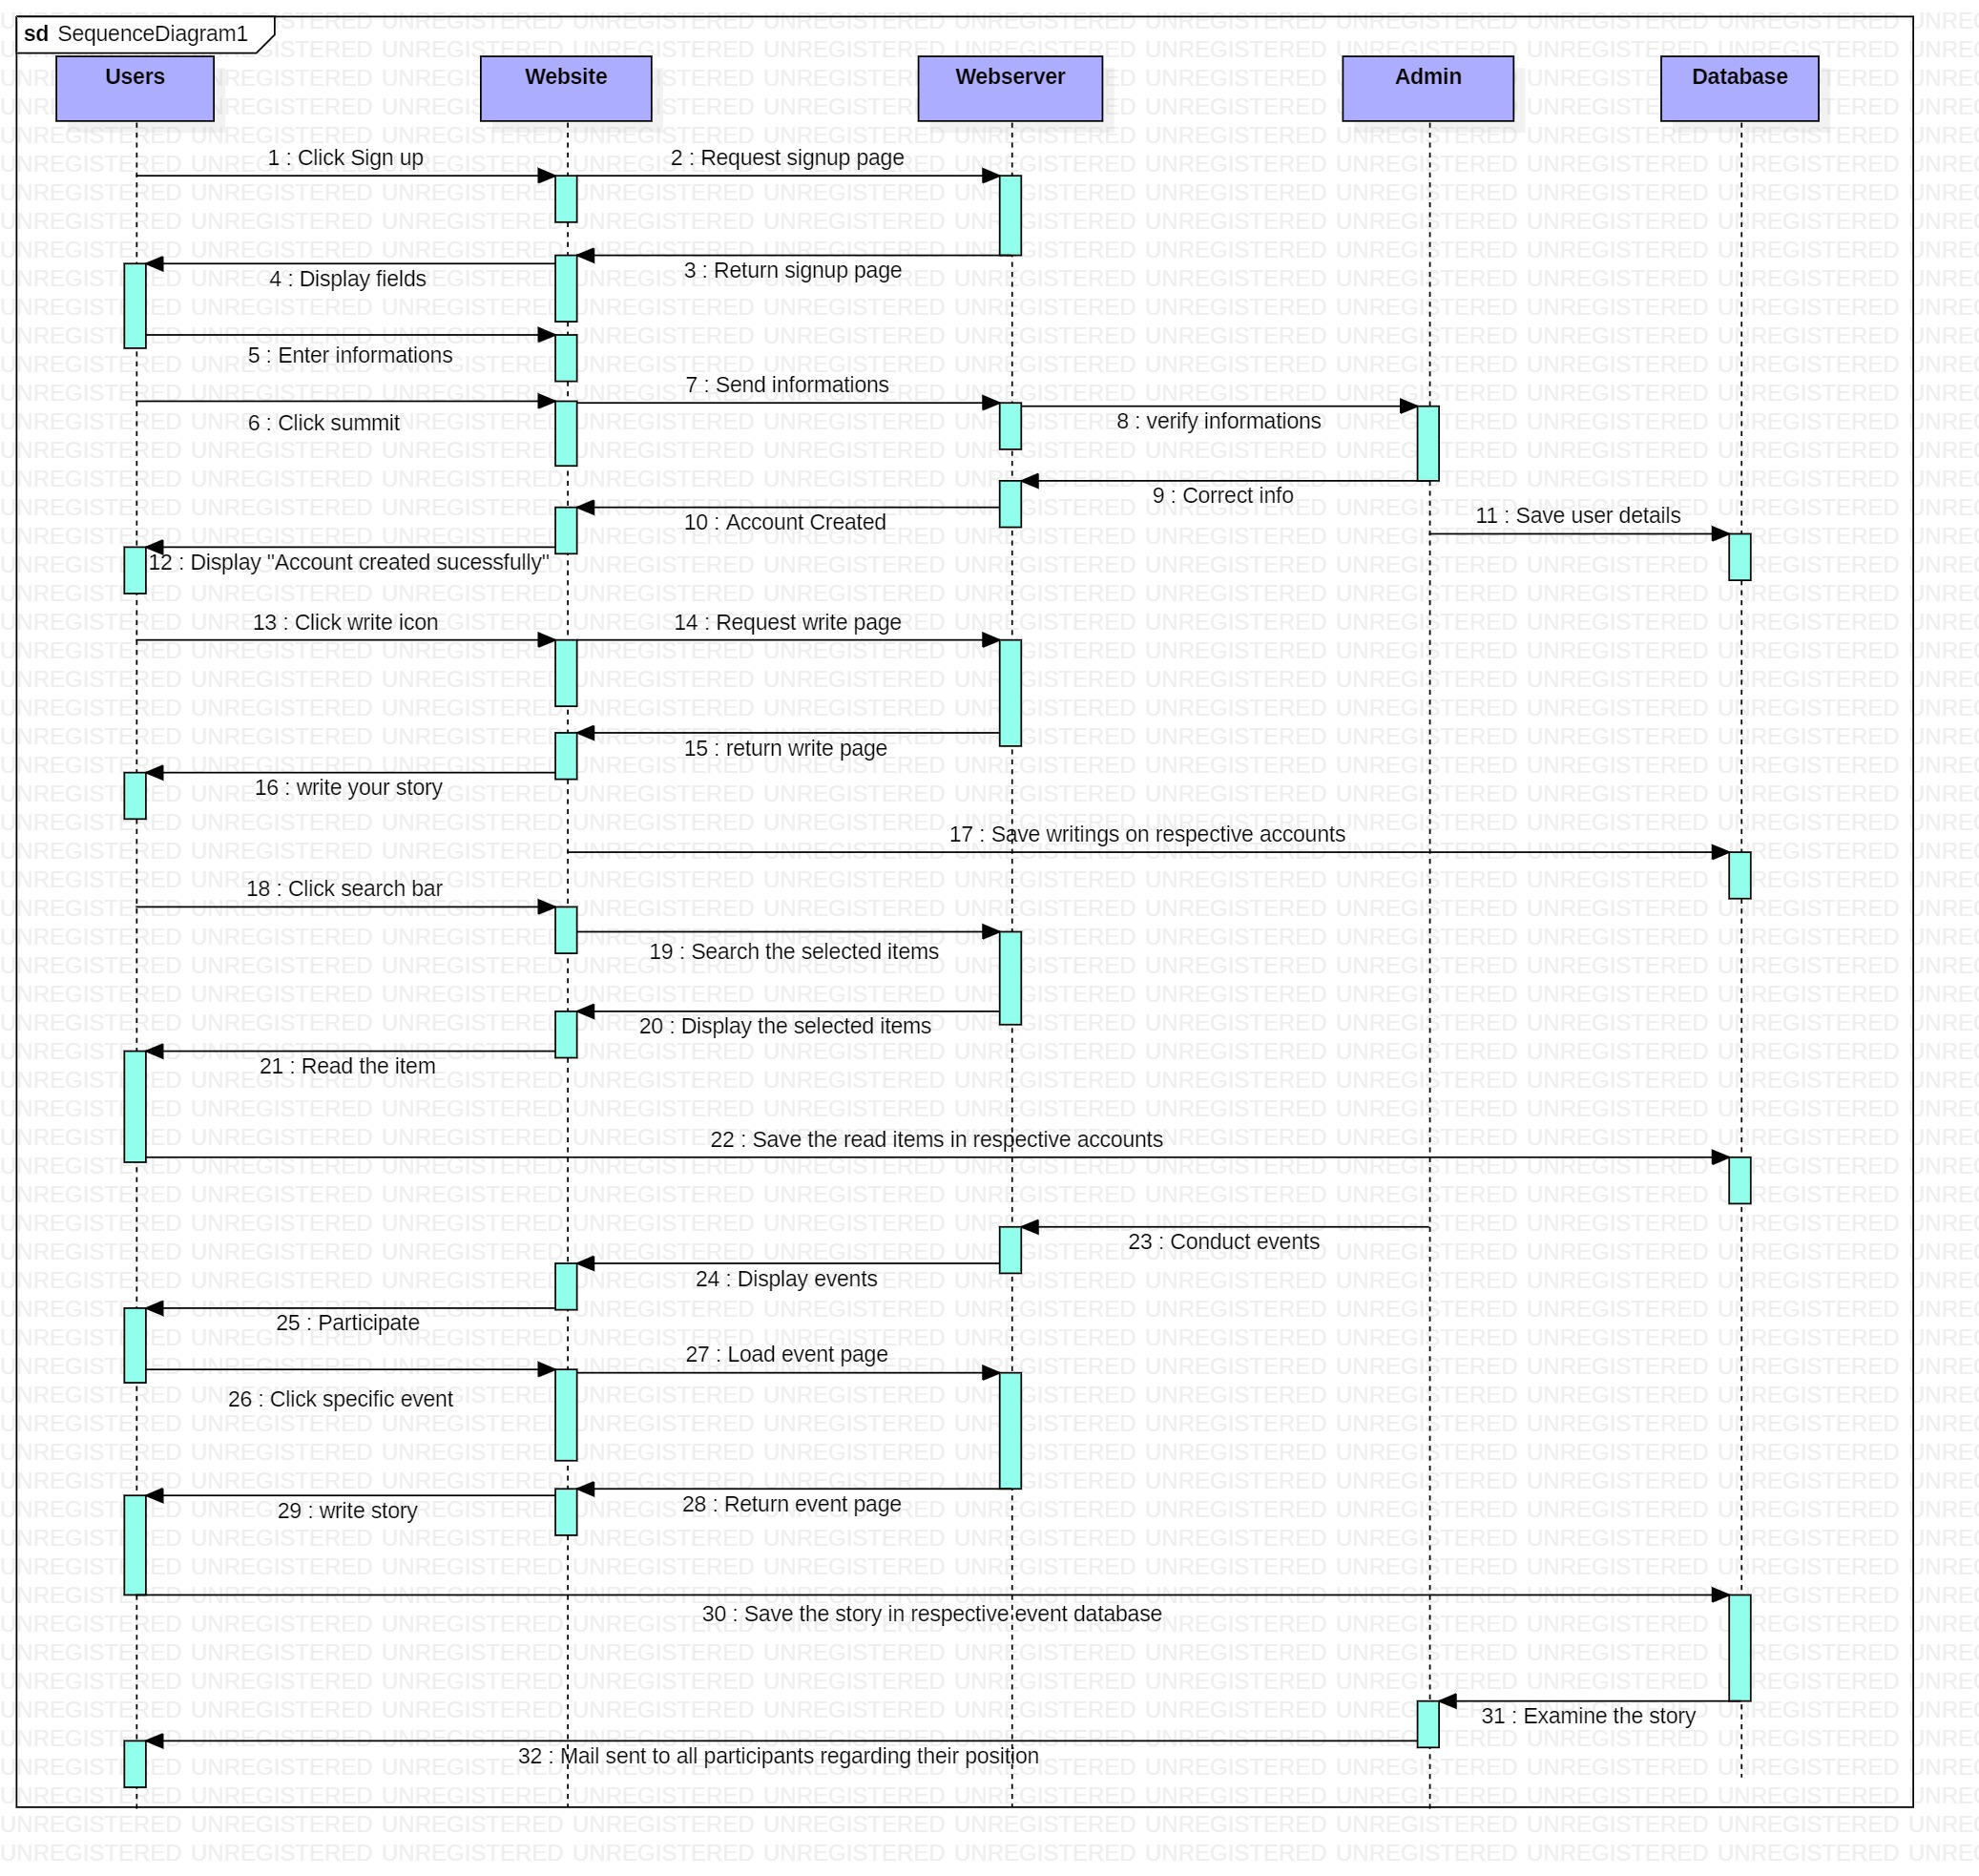 sd SequenceDiagram1
Users
Website
Webserver
Admin
Database
1 : Click Sign up
2 : Request signup page
3 : Return signup page
4 : Display fields
5 : Enter informations
6 : Click summit
7 : Send informations
8 : verify informations
9 : Correct info
10 : Account Created
11 : Save user details
12 : Display "Account created sucessfully"
13 : Click write icon
14 : Request write page
15 : return write page
16 : write your story
17 : Save writings on respective accounts
18 : Click search bar
19 : Search the selected items
20 : Display the selected items
21 : Read the item
22 : Save the read items in respective accounts
23 : Conduct events
24 : Display events
25 : Participate
26 : Click specific event
27 : Load event page
28 : Return event page
29 : write story
30 : Save the story in respective event database
31 : Examine the story
32 : Mail sent to all participants regarding their position
UNREGISTERED